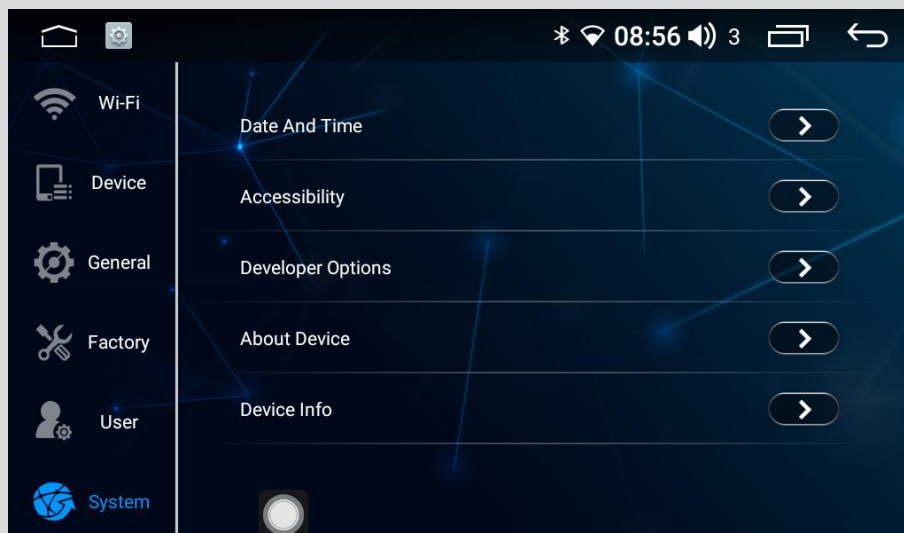 08:56 3
Wi-Fi
Device
General
Factory
User
System
Date And Time
Accessibility
Developer Options
About Device
Device Info